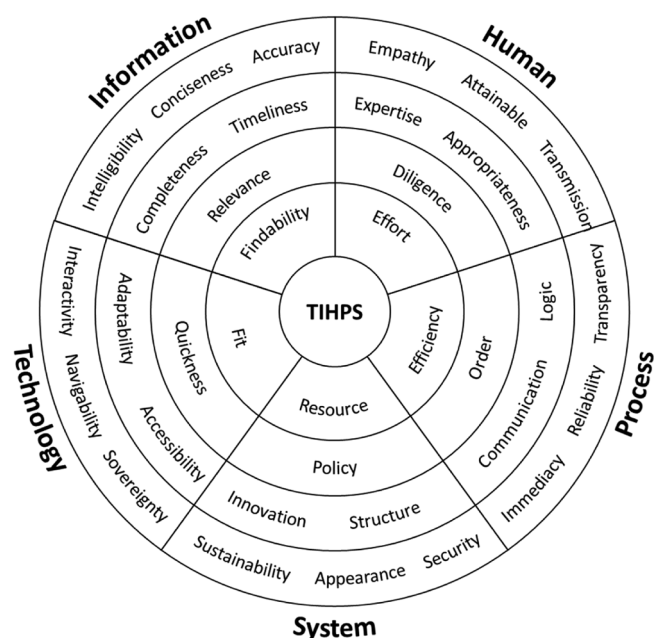 Information
Human
Process
System
Technology
Intelligibility
Conciseness
Accuracy
Completeness
Timeliness
Relevance
Findability
Empathy
Attainable
Transmission
Expertise
Appropriateness
Diligence
Effort
Transparency
Reliability
Immediacy
Logic
Communication
Order
Efficiency
Sustainability
Appearance
Security
Innovation
Structure
Policy
Resource
Interactivity
Navigability
Sovereignty
Adaptability
Accessibility
Quickness
Fit
TIHPS